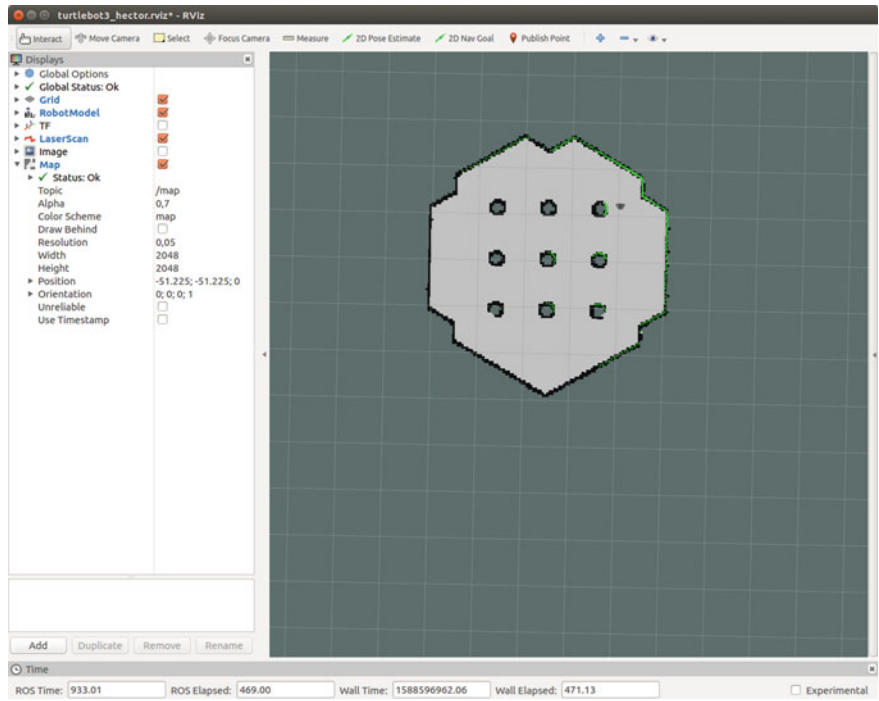 turtlebot3_hector.rviz* - RViz
Interact Move Camera Select Focus Camera Measure 2D Pose Estimate 2D Nav Goal Publish Point
Displays
Global Options
Global Status: Ok
Grid
RobotModel
TF
LaserScan
Image
Map
Status: Ok
Topic /map
Alpha 0,7
Color Scheme map
Draw Behind
Resolution 0,05
Width 2048
Height 2048
Position -51.225; -51.225; 0
Orientation 0; 0; 0; 1
Unreliable
Use Timestamp
Add Duplicate Remove Rename
Time
ROS Time: 933.01 ROS Elapsed: 469.00 Wall Time: 1588596962.06 Wall Elapsed: 471.13 Experimental